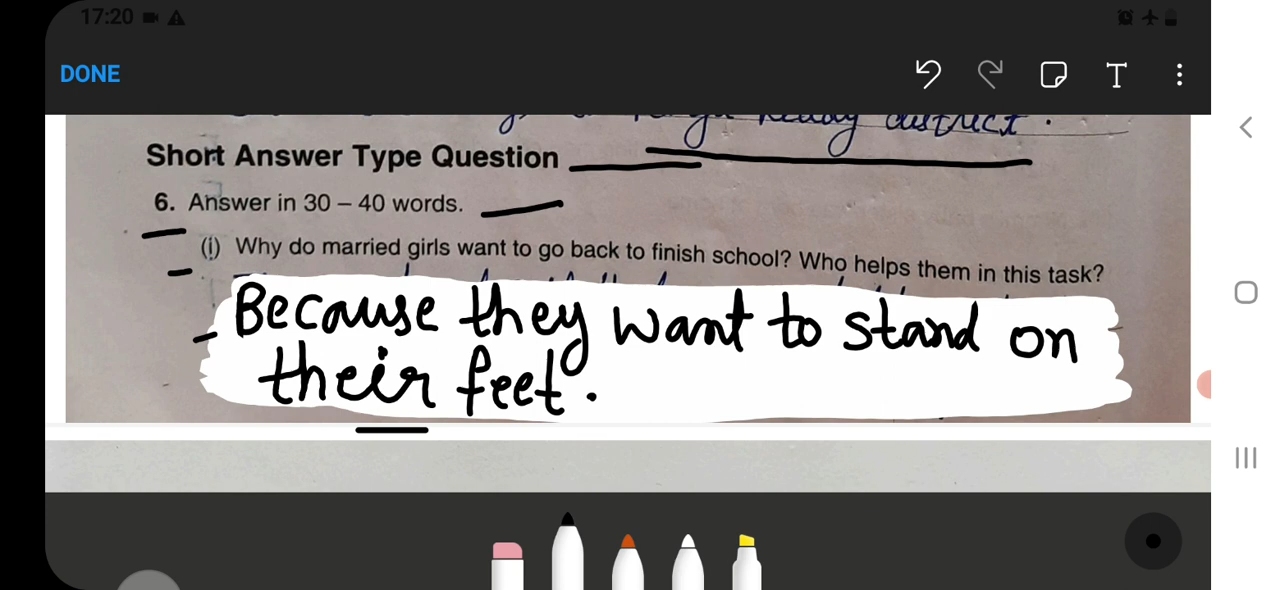 17:20
DONE
T
district.
Short Answer Type Question
6. Answer in 30 – 40 words.
(i) Why do married girls want to go back to finish school? Who helps them in this task?
Because they want to stand on
their feet.